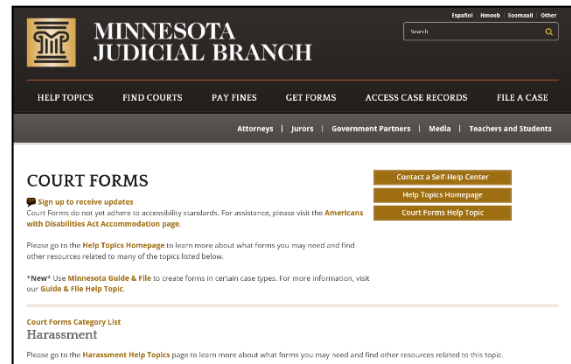 Español | Hmoob | Soomaali | Other
MINNESOTA
JUDICIAL BRANCH
Search
HELP TOPICS FIND COURTS PAY FINES GET FORMS ACCESS CASE RECORDS FILE A CASE
Attorneys | Jurors | Government Partners | Media | Teachers and Students
COURT FORMS
Contact a Self-Help Center
Help Topics Homepage
Court Forms Help Topic
Sign up to receive updates
Court Forms do not yet adhere to accessibility standards. For assistance, please visit the Americans
with Disabilities Act Accommodation page.
Please go to the Help Topics Homepage to learn more about what forms you may need and find
other resources related to many of the topics listed below.
*New* Use Minnesota Guide & File to create forms in certain case types. For more information, visit
our Guide & File Help Topic.
Court Forms Category List
Harassment
Please go to the Harassment Help Topics page to learn more about what forms you may need and find other resources related to this topic.